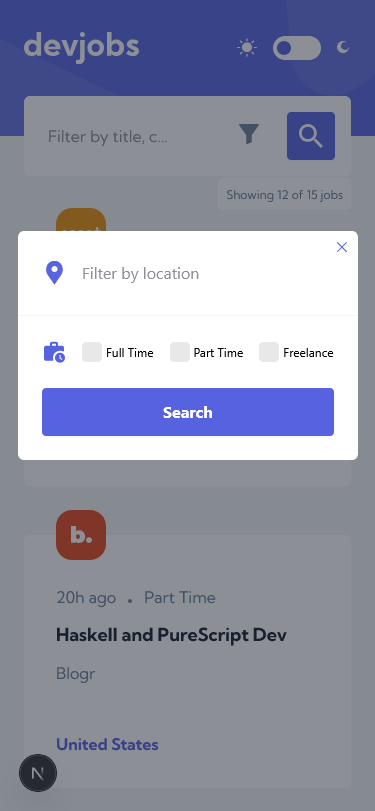 devjobs
Filter by title, c...
Showing 12 of 15 jobs
Filter by location
Full Time Part Time Freelance
Search
b.
20h ago . Part Time
Haskell and PureScript Dev
Blogr
United States
N